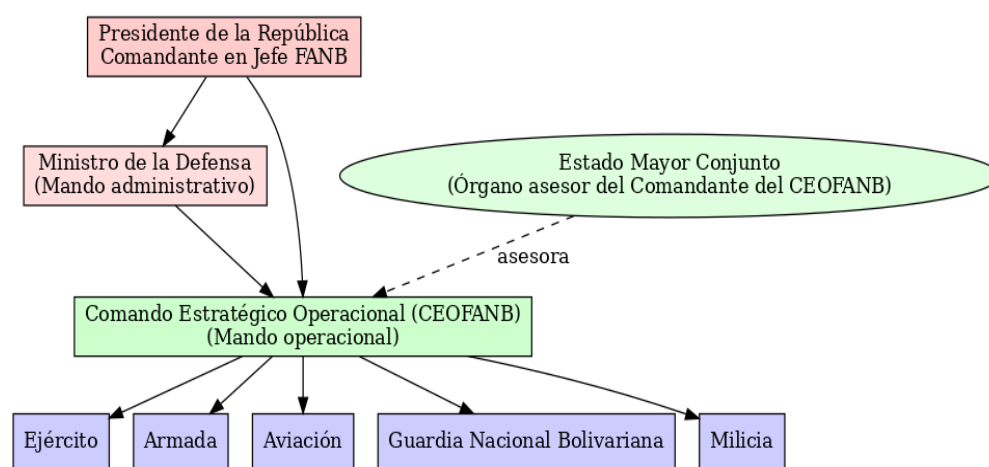 Presidente de la República
Comandante en Jefe FANB
Ministro de la Defensa
(Mando administrativo)
Estado Mayor Conjunto
(Órgano asesor del Comandante del CEOFANB)
asesora
Comando Estratégico Operacional (CEOFANB)
(Mando operacional)
Ejército
Armada
Aviación
Guardia Nacional Bolivariana
Milicia